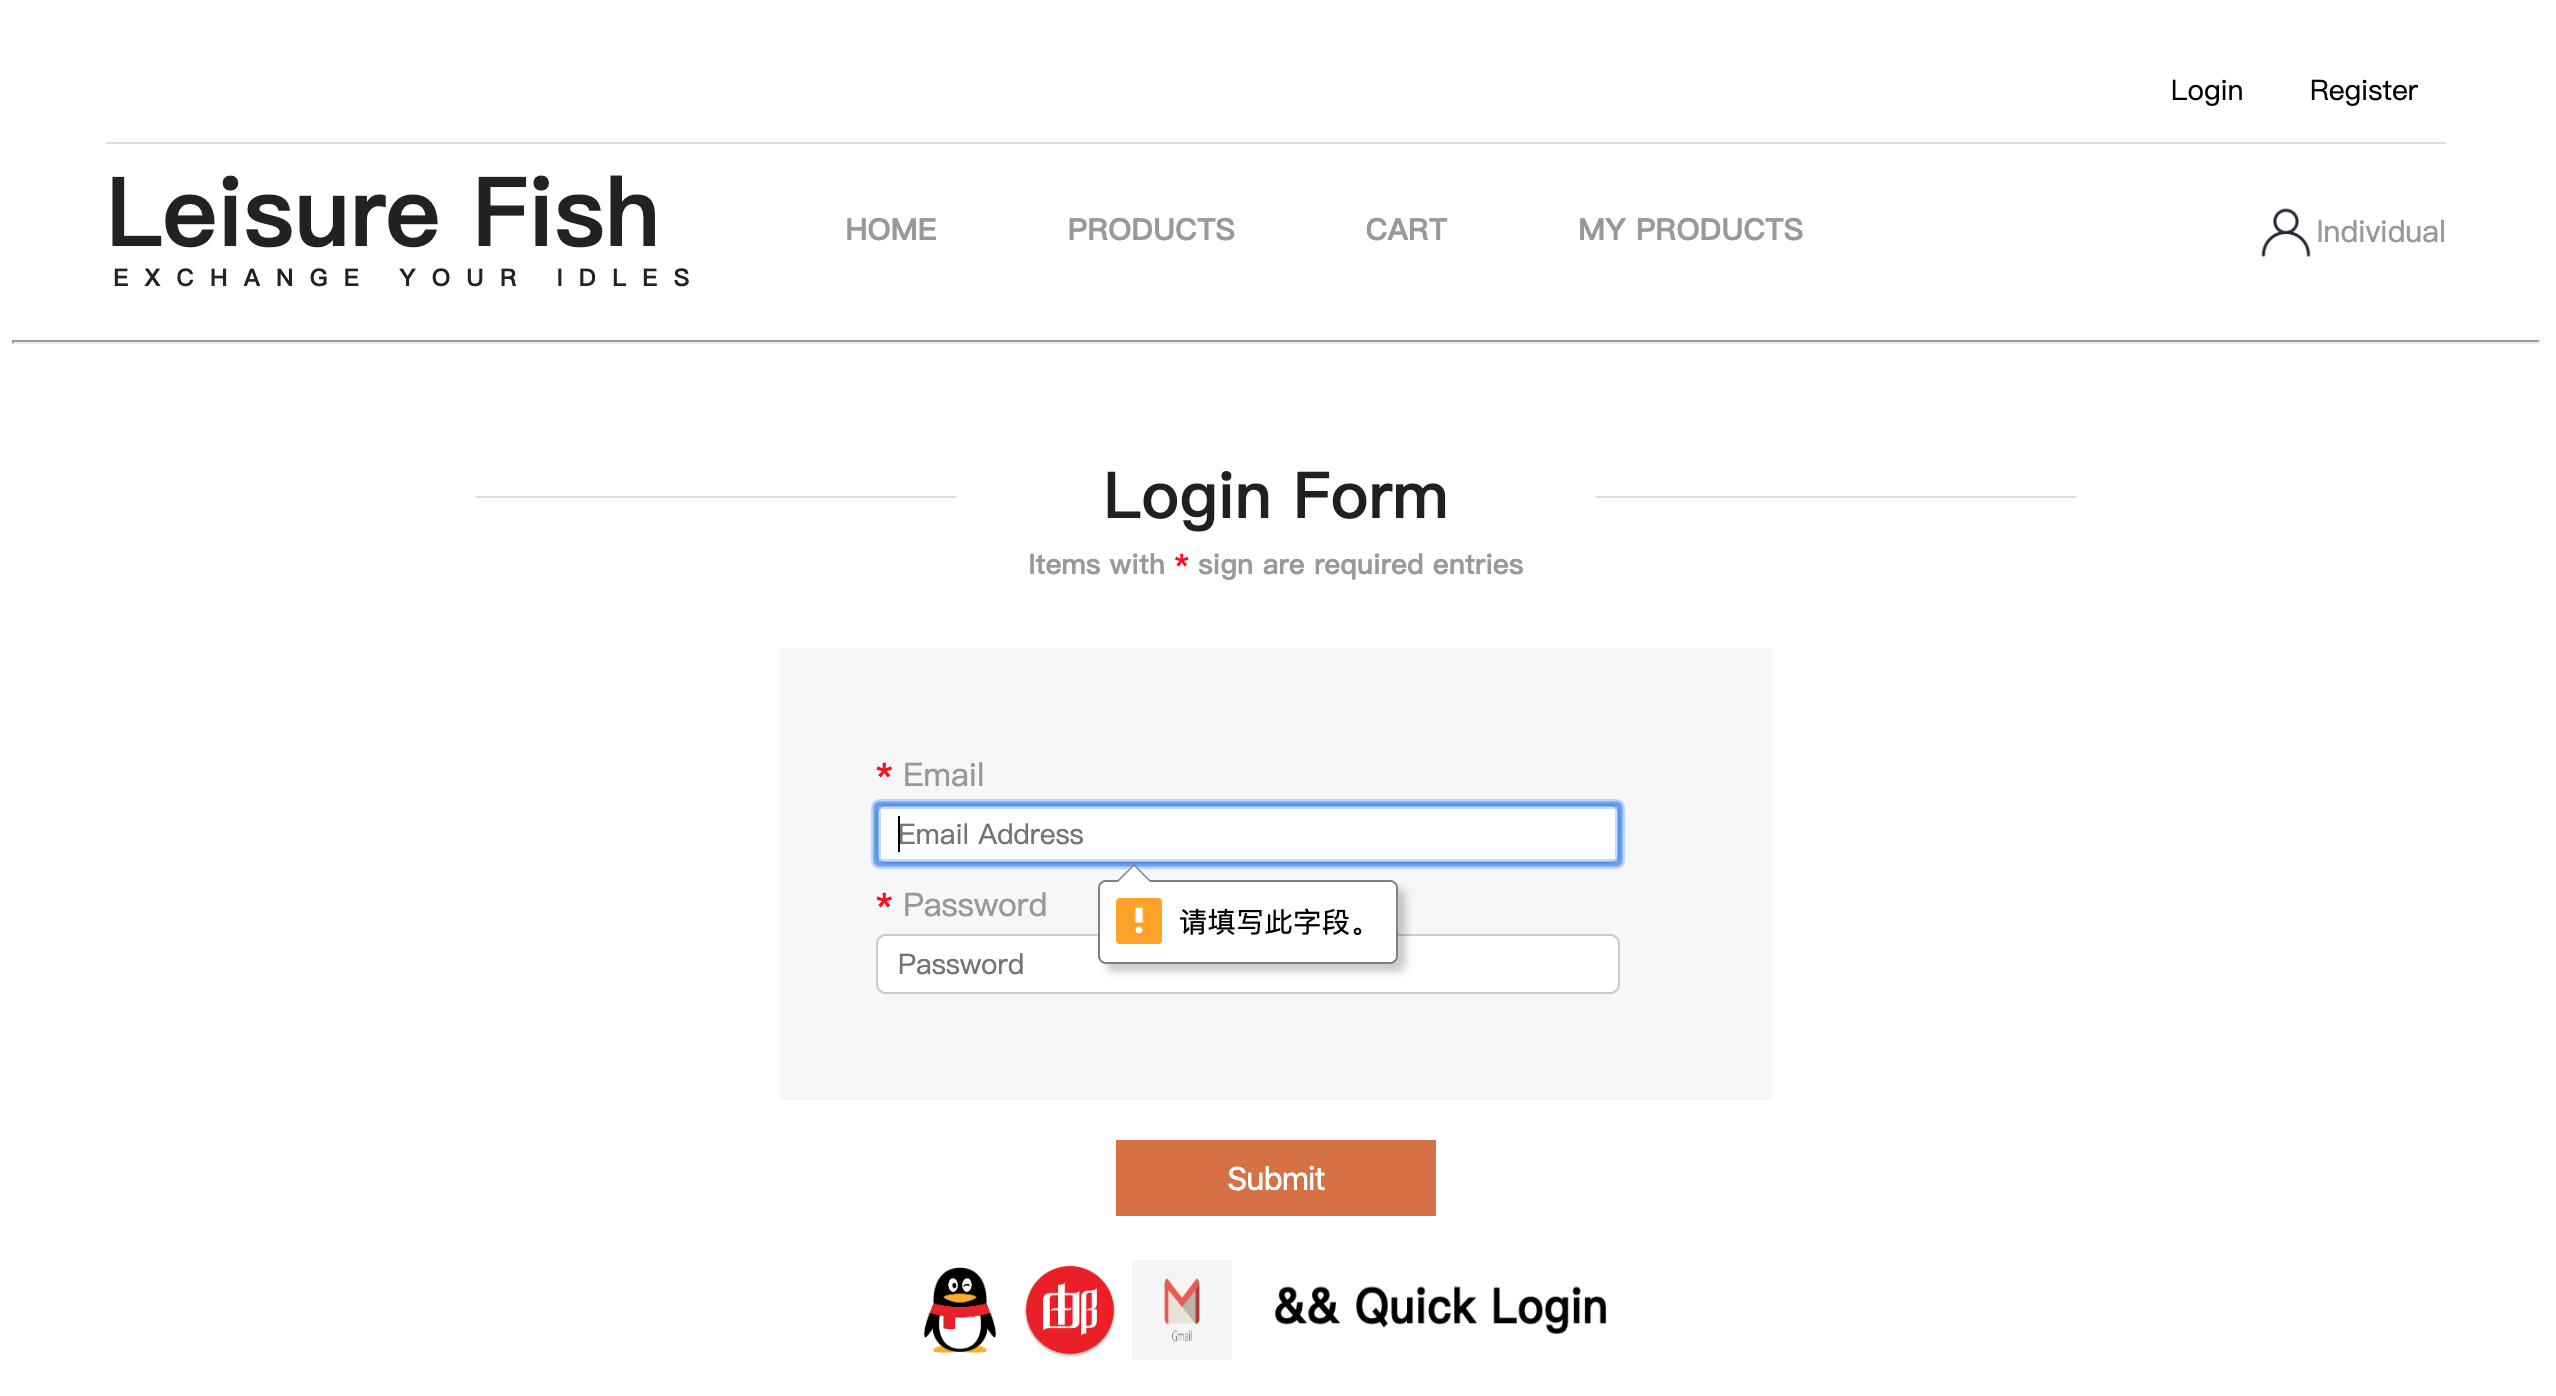 Login Register
Leisure Fish
EXCHANGE YOUR IDLES
HOME PRODUCTS CART MY PRODUCTS
Individual
Login Form
Items with * sign are required entries
* Email
Email Address
* Password
请填写此字段。
Password
Submit
邮
Gmail
&& Quick Login